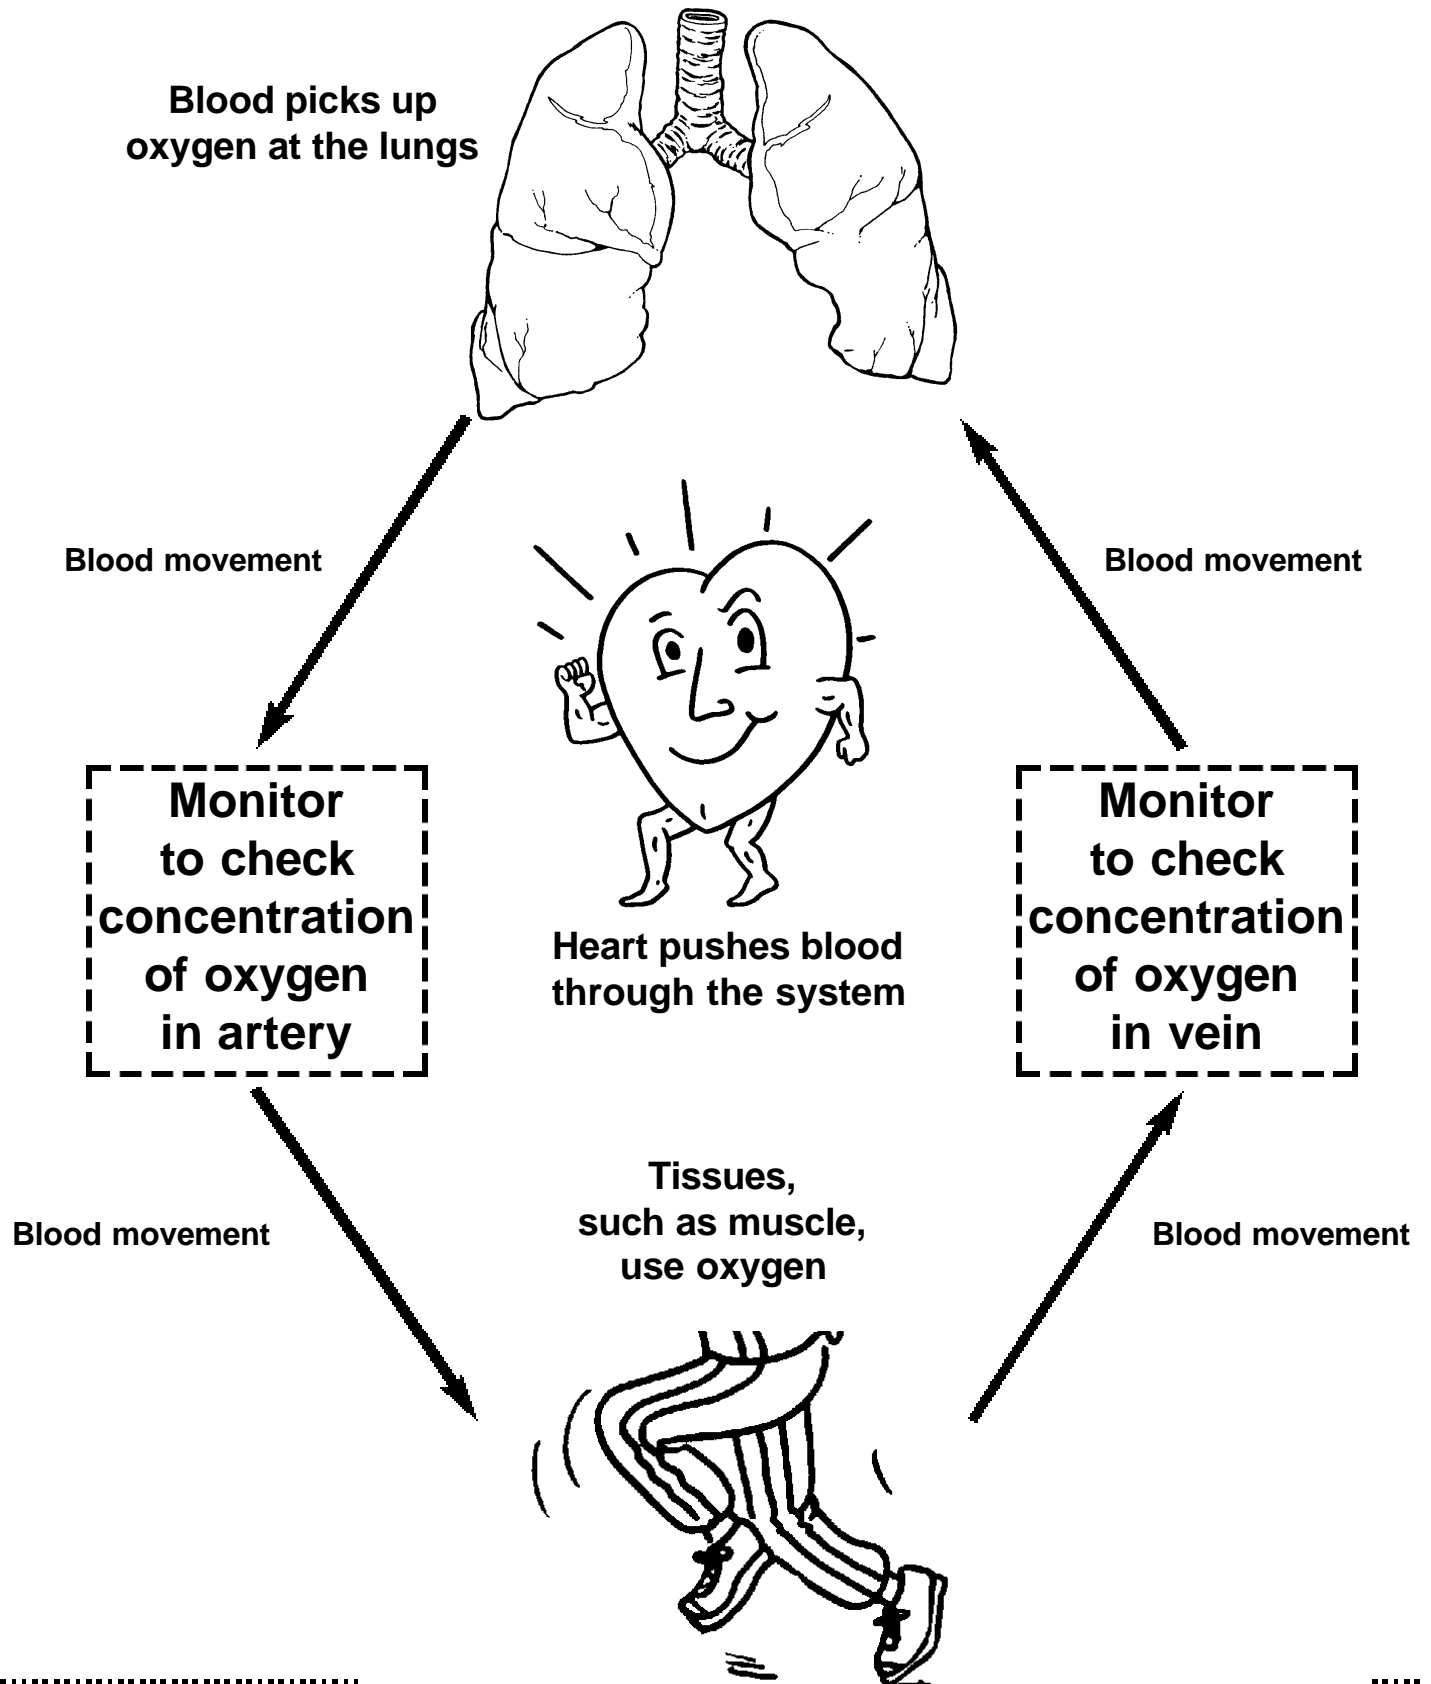 Blood picks up
oxygen at the lungs
Blood movement
Blood movement
Monitor
to check
concentration
of oxygen
in artery
Heart pushes blood
through the system
Monitor
to check
concentration
of oxygen
in vein
Blood movement
Tissues,
such as muscle,
use oxygen
Blood movement